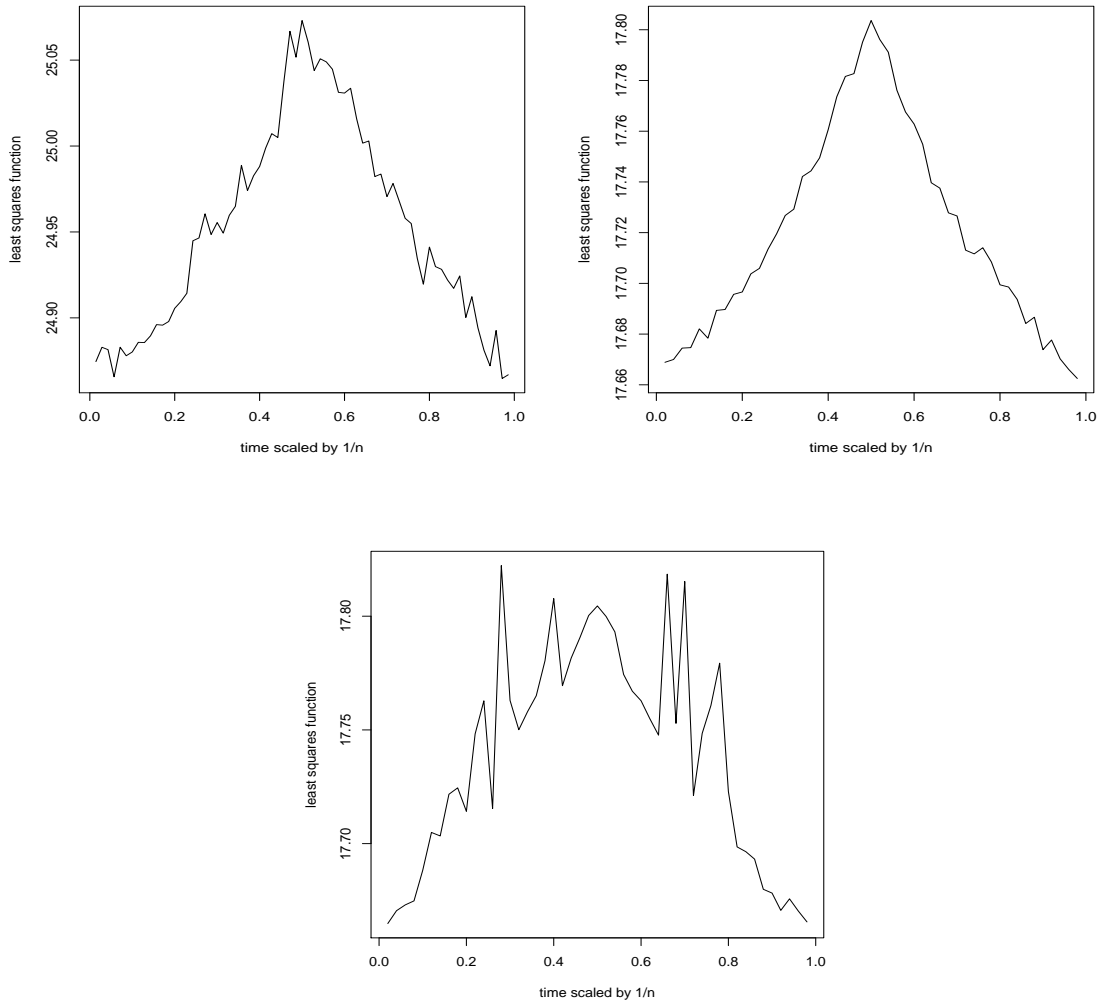 25.05
25.00
24.95
24.90
least squares function
0.0 0.2 0.4 0.6 0.8 1.0
time scaled by 1/n
17.80
17.78
17.76
17.74
17.72
17.70
17.68
17.66
least squares function
0.0 0.2 0.4 0.6 0.8 1.0
time scaled by 1/n
17.80
17.75
17.70
least squares function
0.0 0.2 0.4 0.6 0.8 1.0
time scaled by 1/n